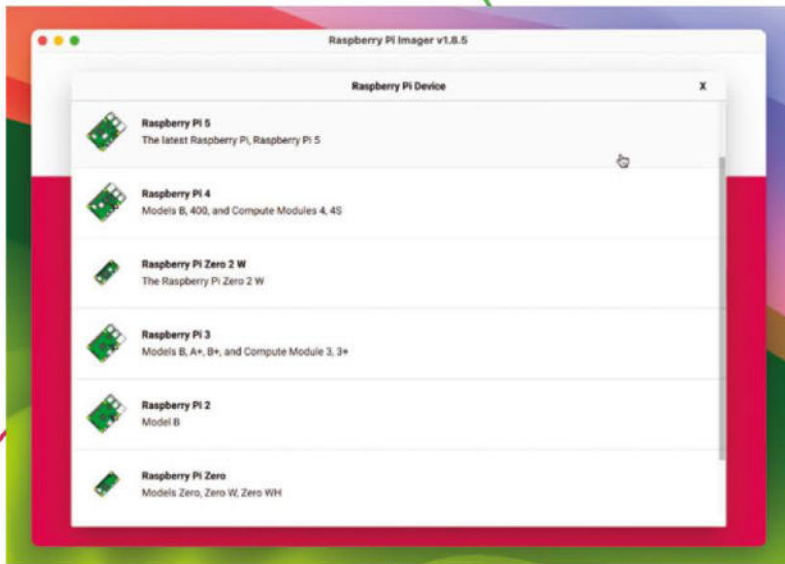 Raspberry Pi Imager v1.8.5
Raspberry Pi Device
X
Raspberry Pi 5
The latest Raspberry Pi, Raspberry Pi 5
Raspberry Pi 4
Models B, 400, and Compute Modules 4, 4S
Raspberry Pi Zero 2 W
The Raspberry Pi Zero 2 W
Raspberry Pi 3
Models B, A+, B+, and Compute Module 3, 3+
Raspberry Pi 2
Model B
Raspberry Pi Zero
Models Zero, Zero W, Zero WH